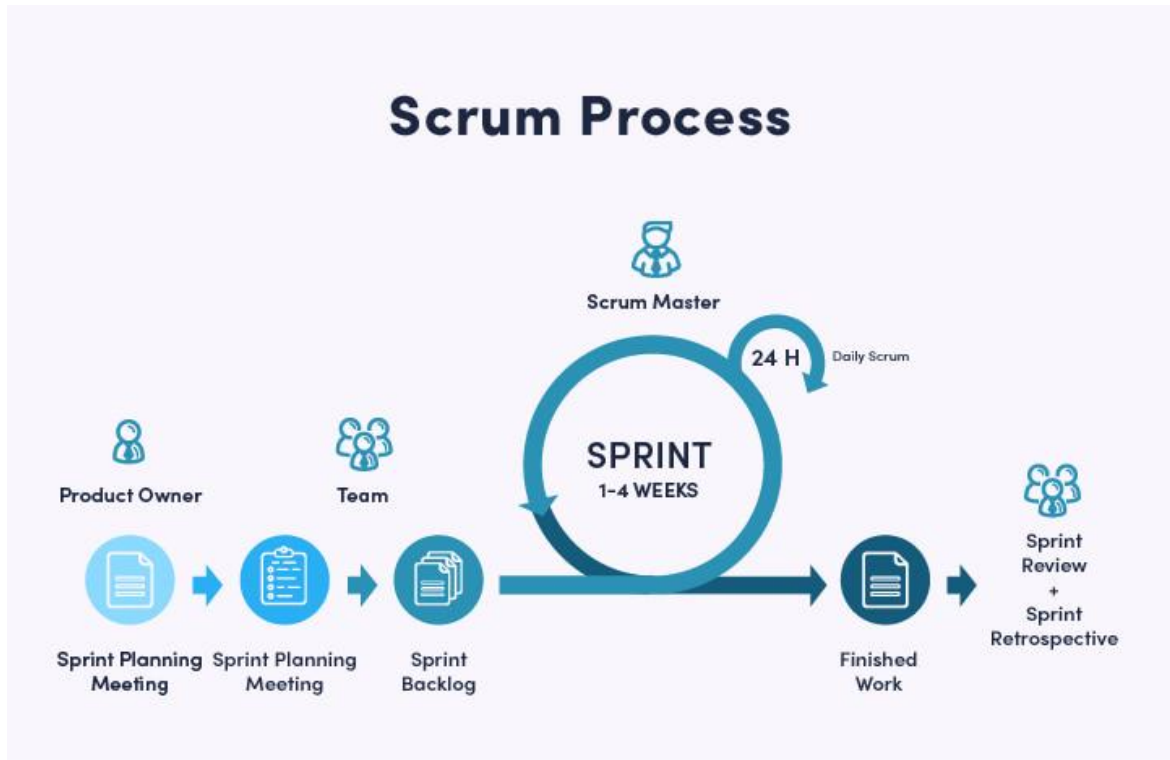 Scrum Process
Scrum Master
24 H
Daily Scrum
SPRINT
1-4 WEEKS
Product Owner
Team
Sprint Planning
Meeting
Sprint Planning
Meeting
Sprint
Backlog
Finished
Work
Sprint
Review
+
Sprint
Retrospective